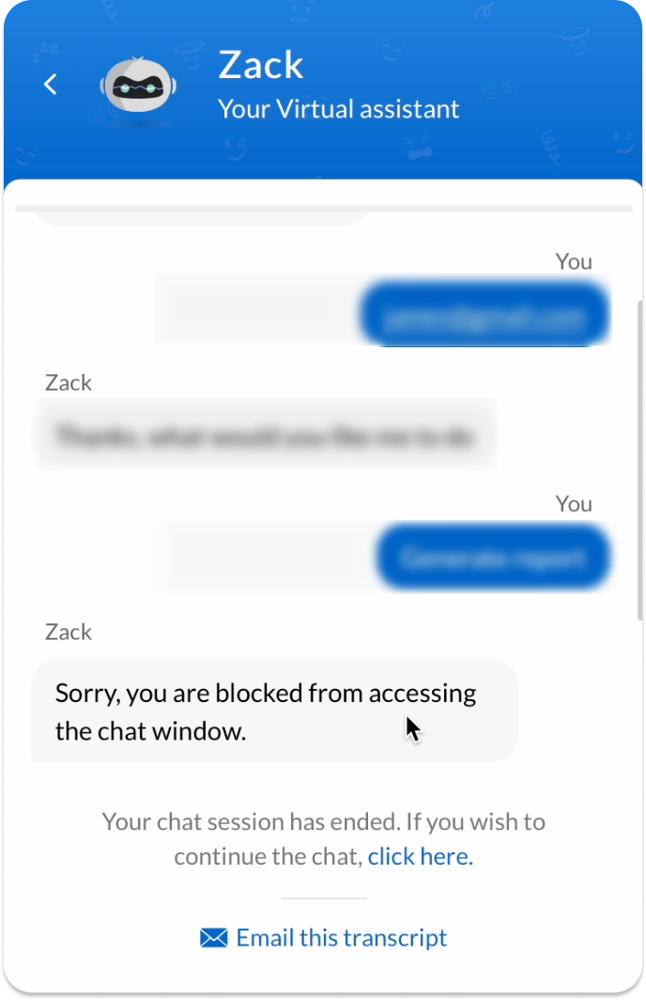 Zack
Your Virtual assistant
You
Zack
Thanks, what would you like me to do
You
Generate report
Zack
Sorry, you are blocked from accessing
the chat window.
Your chat session has ended. If you wish to
continue the chat, click here.
Email this transcript